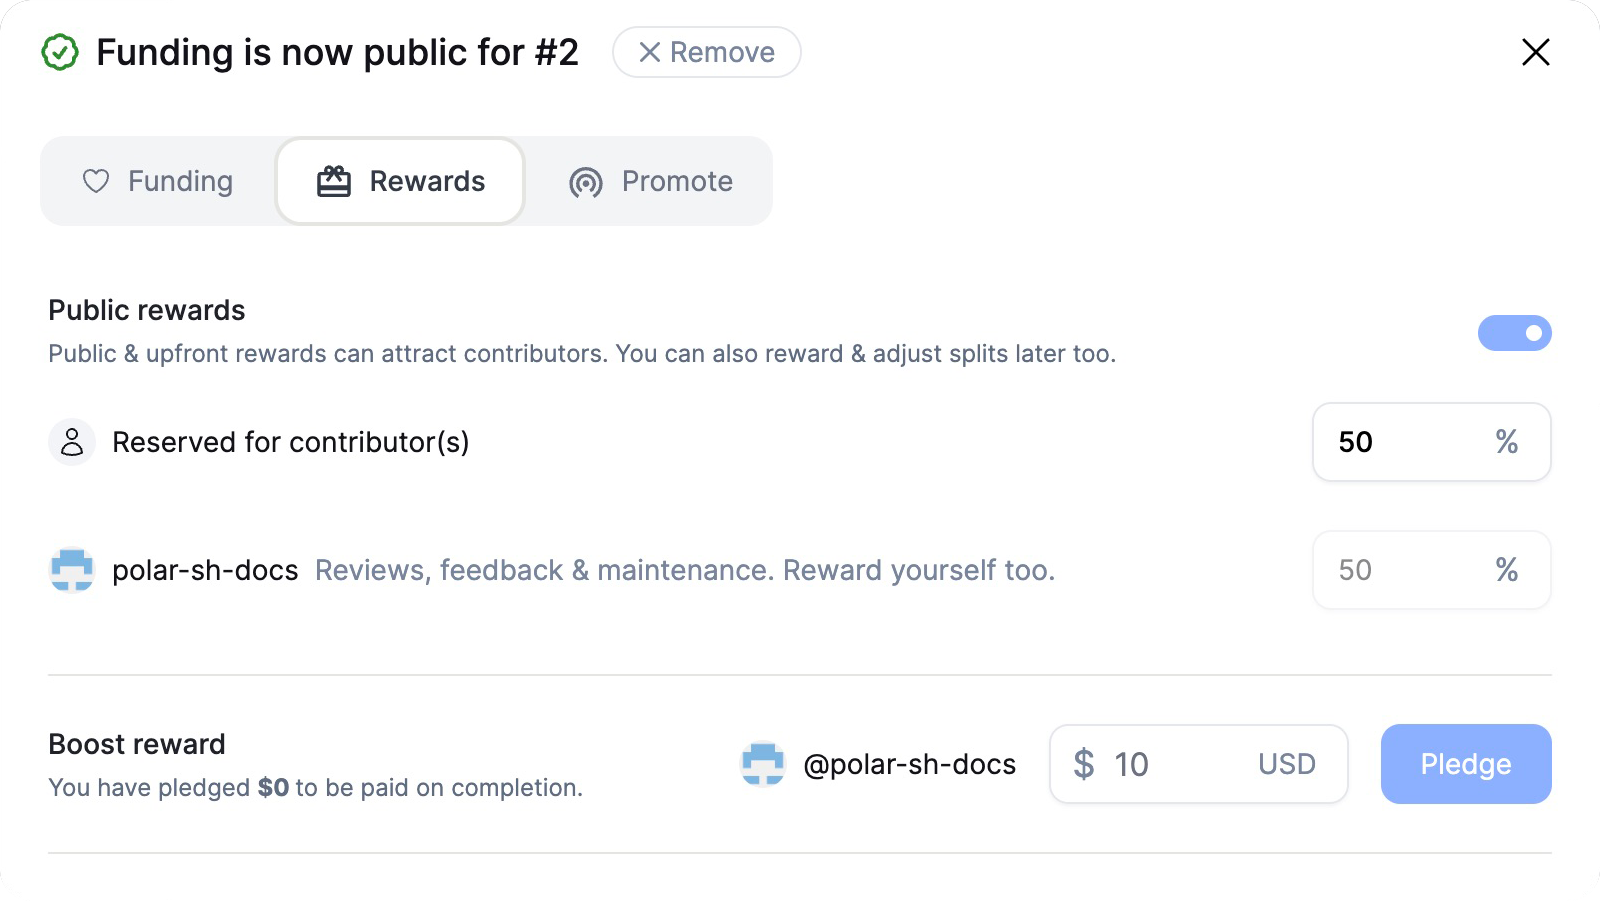 Funding is now public for #2
Remove
Funding
Rewards
Promote
Public rewards
Public & upfront rewards can attract contributors. You can also reward & adjust splits later too.
Reserved for contributor(s)
50 %
polar-sh-docs Reviews, feedback & maintenance. Reward yourself too.
50 %
Boost reward
You have pledged $0 to be paid on completion.
@polar-sh-docs
$ 10 USD
Pledge